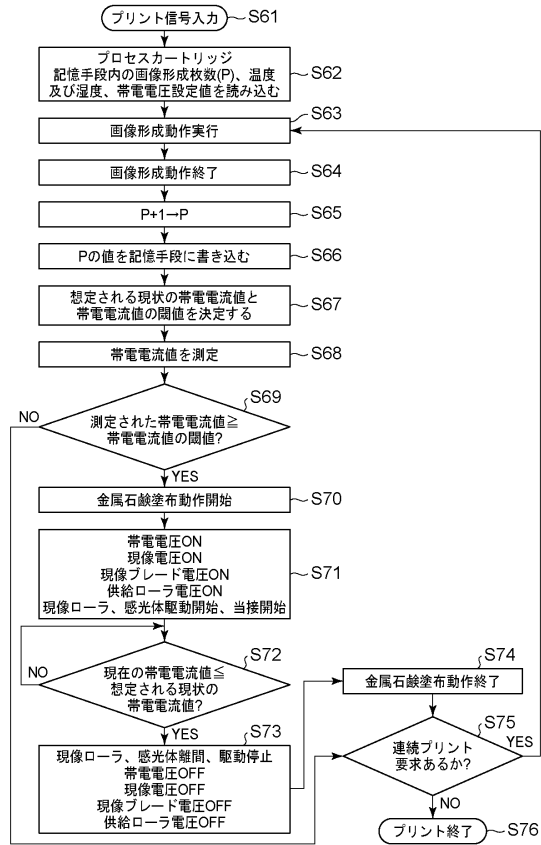 プリント信号入力
S61
プロセスカートリッジ
記憶手段内の画像形成枚数(P)、温度
及び湿度、帯電電圧設定値を読み込む
S62
画像形成動作実行
S63
画像形成動作終了
S64
P+1→P
S65
Pの値を記憶手段に書き込む
S66
想定される現状の帯電電流値と
帯電電流値の閾値を決定する
S67
帯電電流値を測定
S68
S69
NO
測定された帯電電流値≧
帯電電流値の閾値?
YES
金属石鹸塗布動作開始
S70
帯電電圧ON
現像電圧ON
現像ブレード電圧ON
供給ローラ電圧ON
現像ローラ、感光体駆動開始、当接開始
S71
S72
NO
現在の帯電電流値≦
想定される現状の
帯電電流値?
YES
S73
現像ローラ、感光体離間、駆動停止
帯電電圧OFF
現像電圧OFF
現像ブレード電圧OFF
供給ローラ電圧OFF
S74
金属石鹸塗布動作終了
S75
連続プリント
要求あるか?
YES
NO
プリント終了
S76